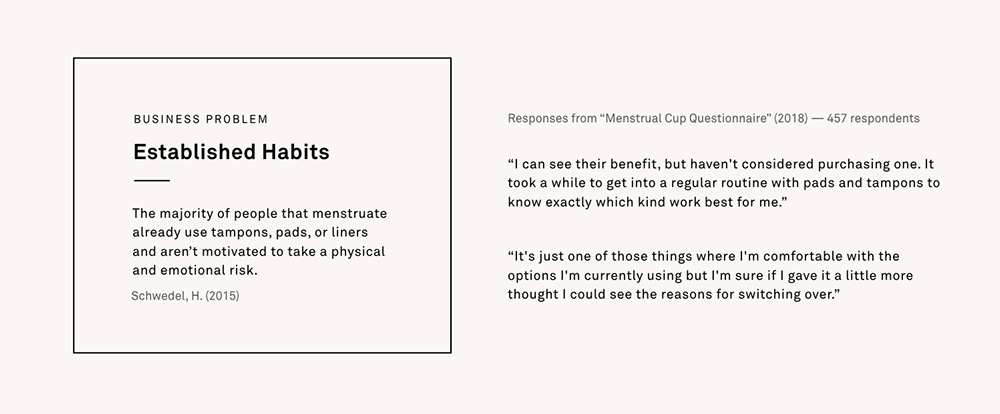 BUSINESS PROBLEM
Established Habits
The majority of people that menstruate
already use tampons, pads, or liners
and aren’t motivated to take a physical
and emotional risk.
Schwedel, H. (2015)
Responses from “Menstrual Cup Questionnaire” (2018) — 457 respondents
“I can see their benefit, but haven't considered purchasing one. It
took a while to get into a regular routine with pads and tampons to
know exactly which kind work best for me.”
“It's just one of those things where I'm comfortable with the
options I'm currently using but I'm sure if I gave it a little more
thought I could see the reasons for switching over.”